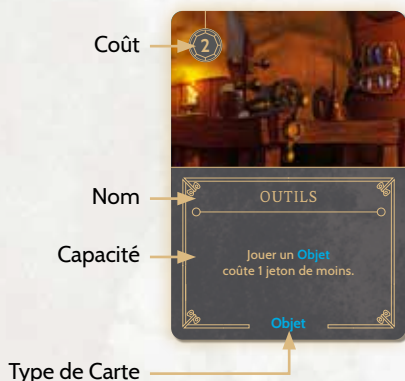 Coût
2
Nom
OUTILS
Capacité
Jouer un Objet
coûte 1 jeton de moins.
Objet
Type de Carte